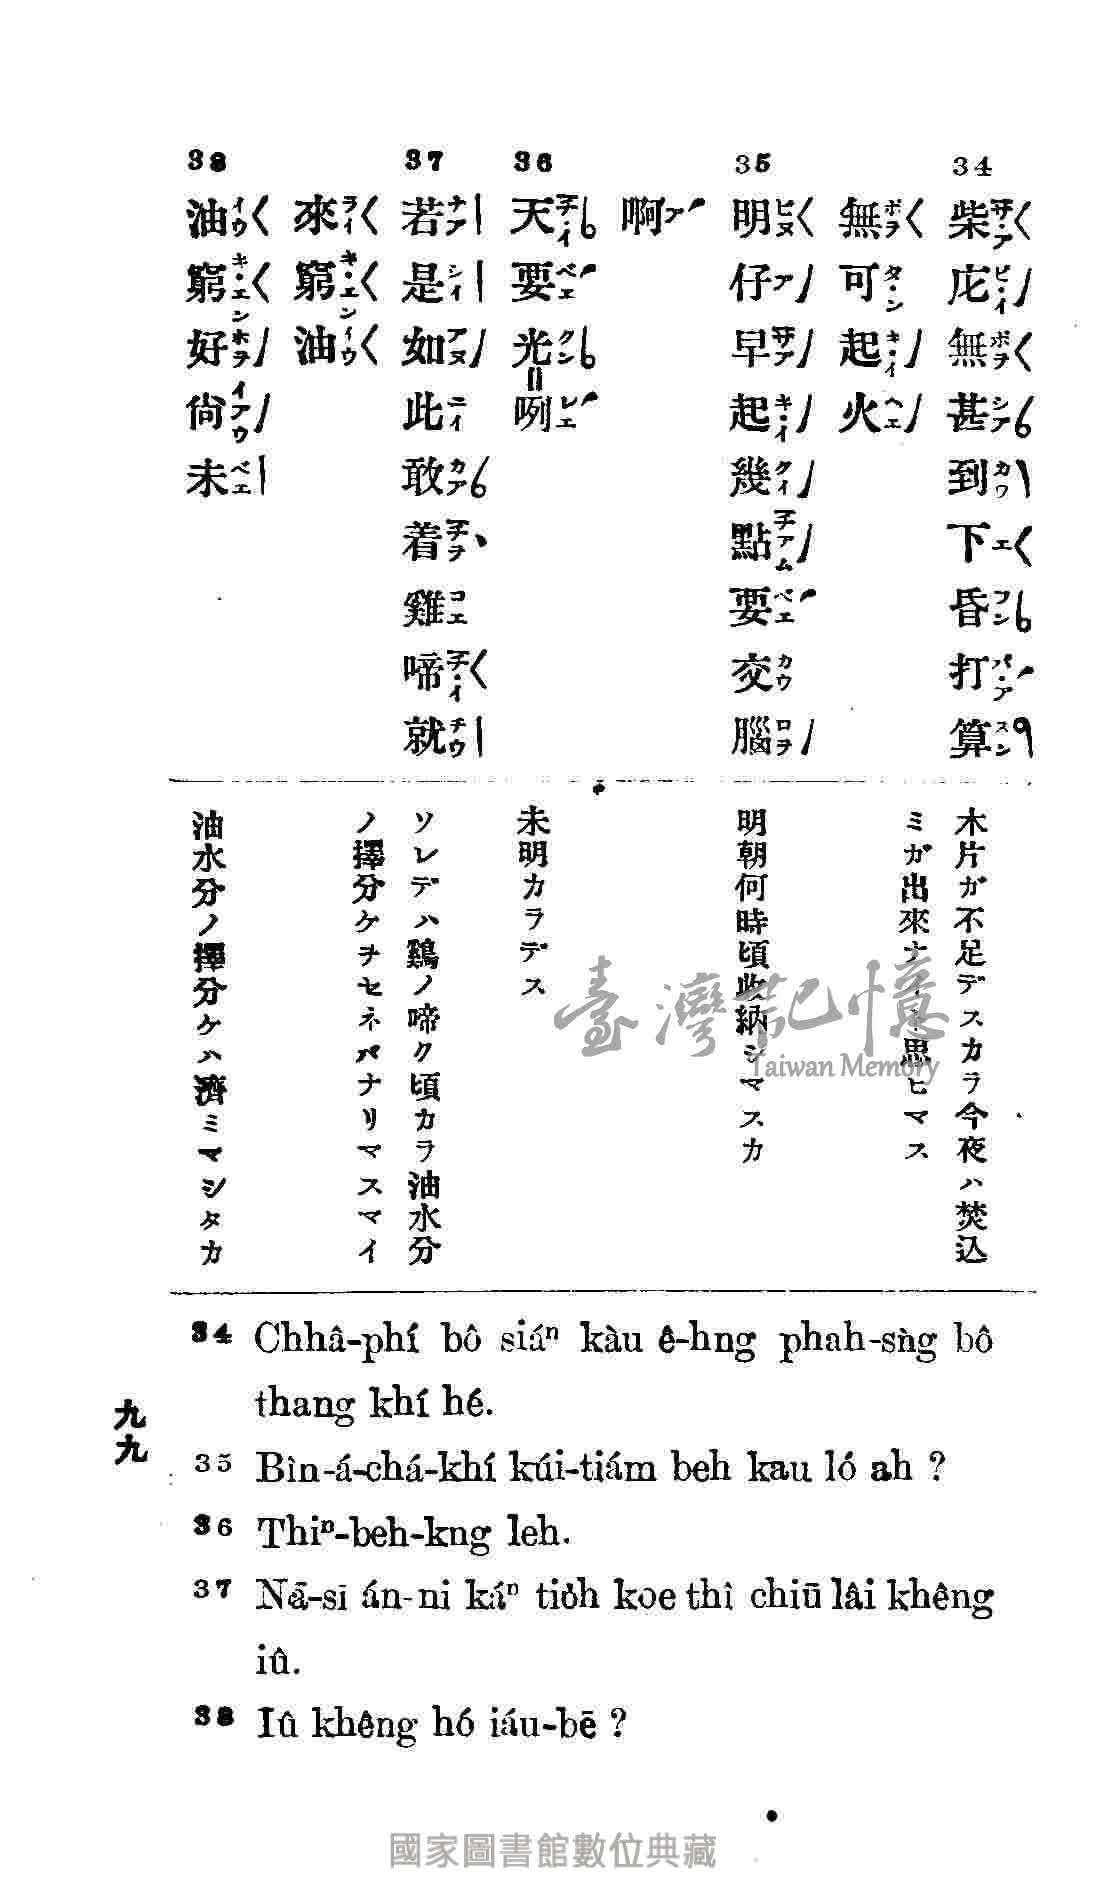 34 柴庀無甚到下昏打算
サ・ア ピ・イ ボヲ シア カワ エ フン パ・ア スン
無可起火
ボヲ タ・ン キ・イ ヘエ
35 明仔早起幾點要交腦
ビヌ ア サア キ・イ クイ チアム ベエ カウ ロヲ
啊
ア
36 天要光咧
チ・イ ベエ クン レエ
37 若是如此敢着雞啼就
ナア シイ アヌ ニイ カア チヲ コエ チ・イ チウ
來窮油
ライ キ・エン イウ
38 油窮好尙未
イウ キ・エン ホヲ イアウ ベエ
木片ガ不足デスカラ今夜ハ焚込
ミガ出來ナイト思ヒマス
明朝何時頃收納シマスカ
未明カラデス
ソレデハ鷄ノ啼ク頃カラ油水分
ノ擇分ケヲセネバナリマスマイ
油水分ノ擇分ケハ濟ミマシタカ
34 Chhâ-phí bô siáⁿ kàu ê-hng phah-sǹg bô
thang khí hé.
35 Bîn-á-chá-khí kúi-tiám beh kau ló ah ?
36 Thiⁿ-beh-kng leh.
37 Nā-sī án-ni káⁿ tio̍h koe thî chiū lâi khêng
iû.
38 Iû khêng hó iáu-bē ?
九九
臺灣記憶
Taiwan Memory
國家圖書館數位典藏